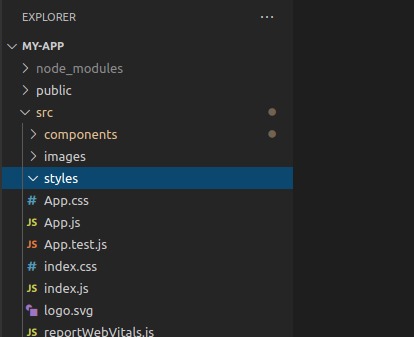 EXPLORER
MY-APP
node_modules
public
src
components
images
styles
# App.css
JS App.js
JS App.test.js
# index.css
JS index.js
logo.svg
JS reportWebVitals.js